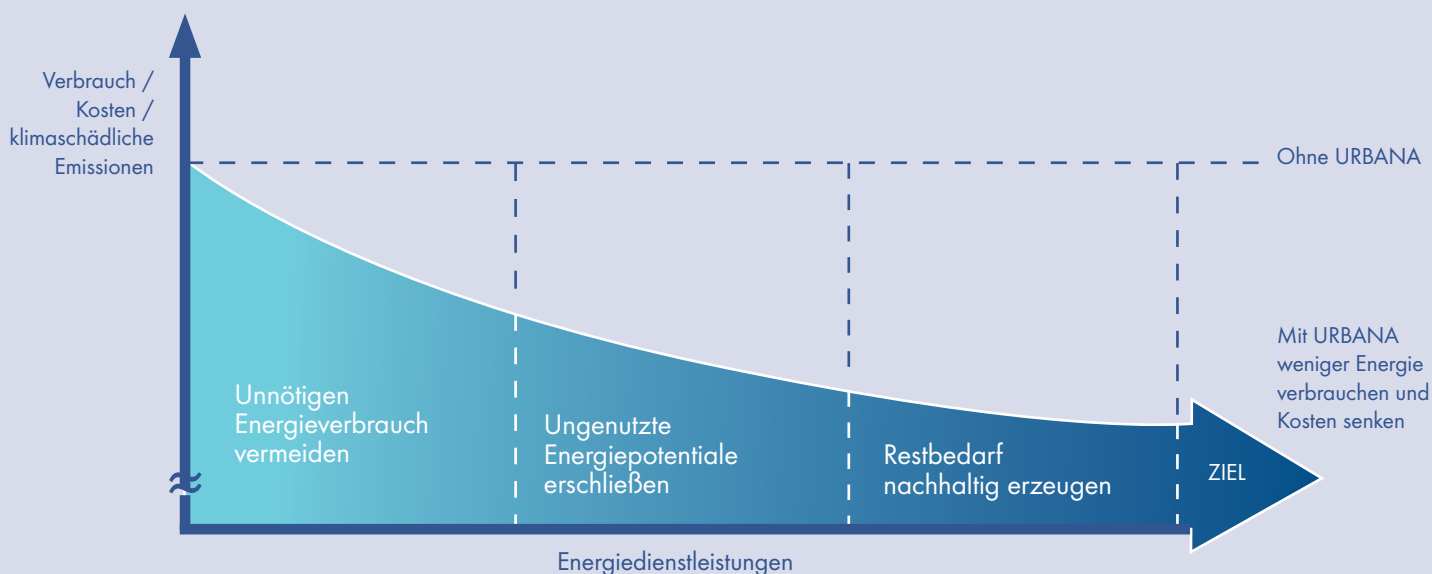 Verbrauch /
Kosten /
klimaschädliche
Emissionen
Ohne URBANA
Mit URBANA
weniger Energie
verbrauchen und
Kosten senken
Unnötigen
Energieverbrauch
vermeiden
Ungenutzte
Energiepotentiale
erschließen
Restbedarf
nachhaltig erzeugen
ZIEL
Energiedienstleistungen